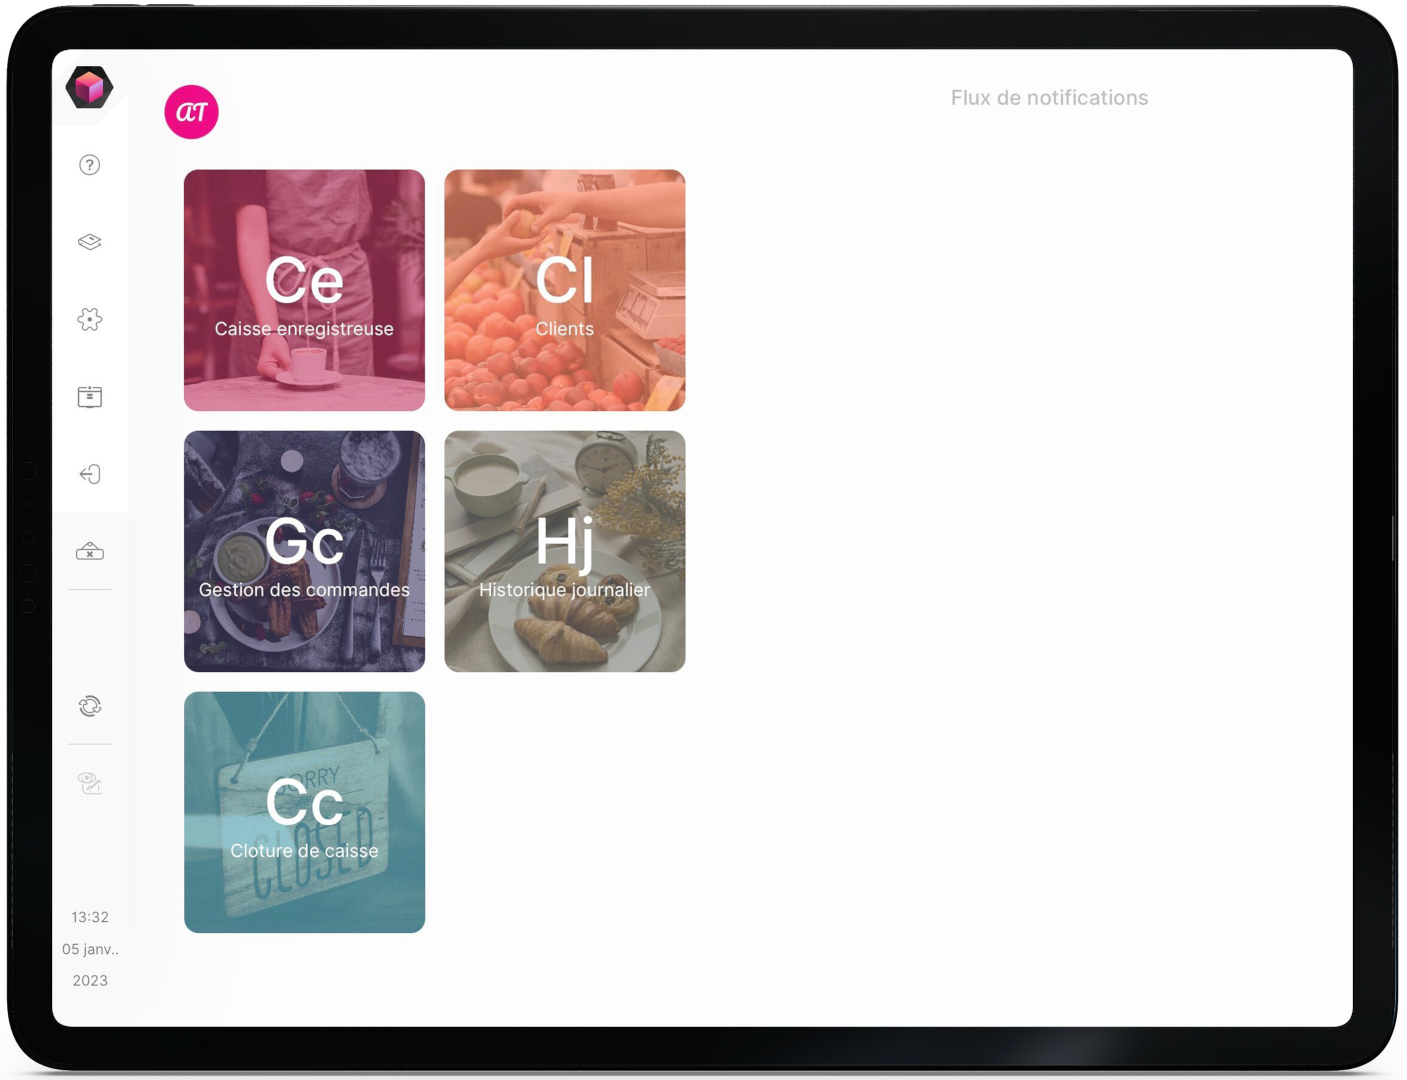 aT
Flux de notifications
Ce
Caisse enregistreuse
Cl
Clients
Gc
Gestion des commandes
Hj
Historique journalier
SORRY
Cc
CLOSED
Cloture de caisse
13:32
05 janv..
2023